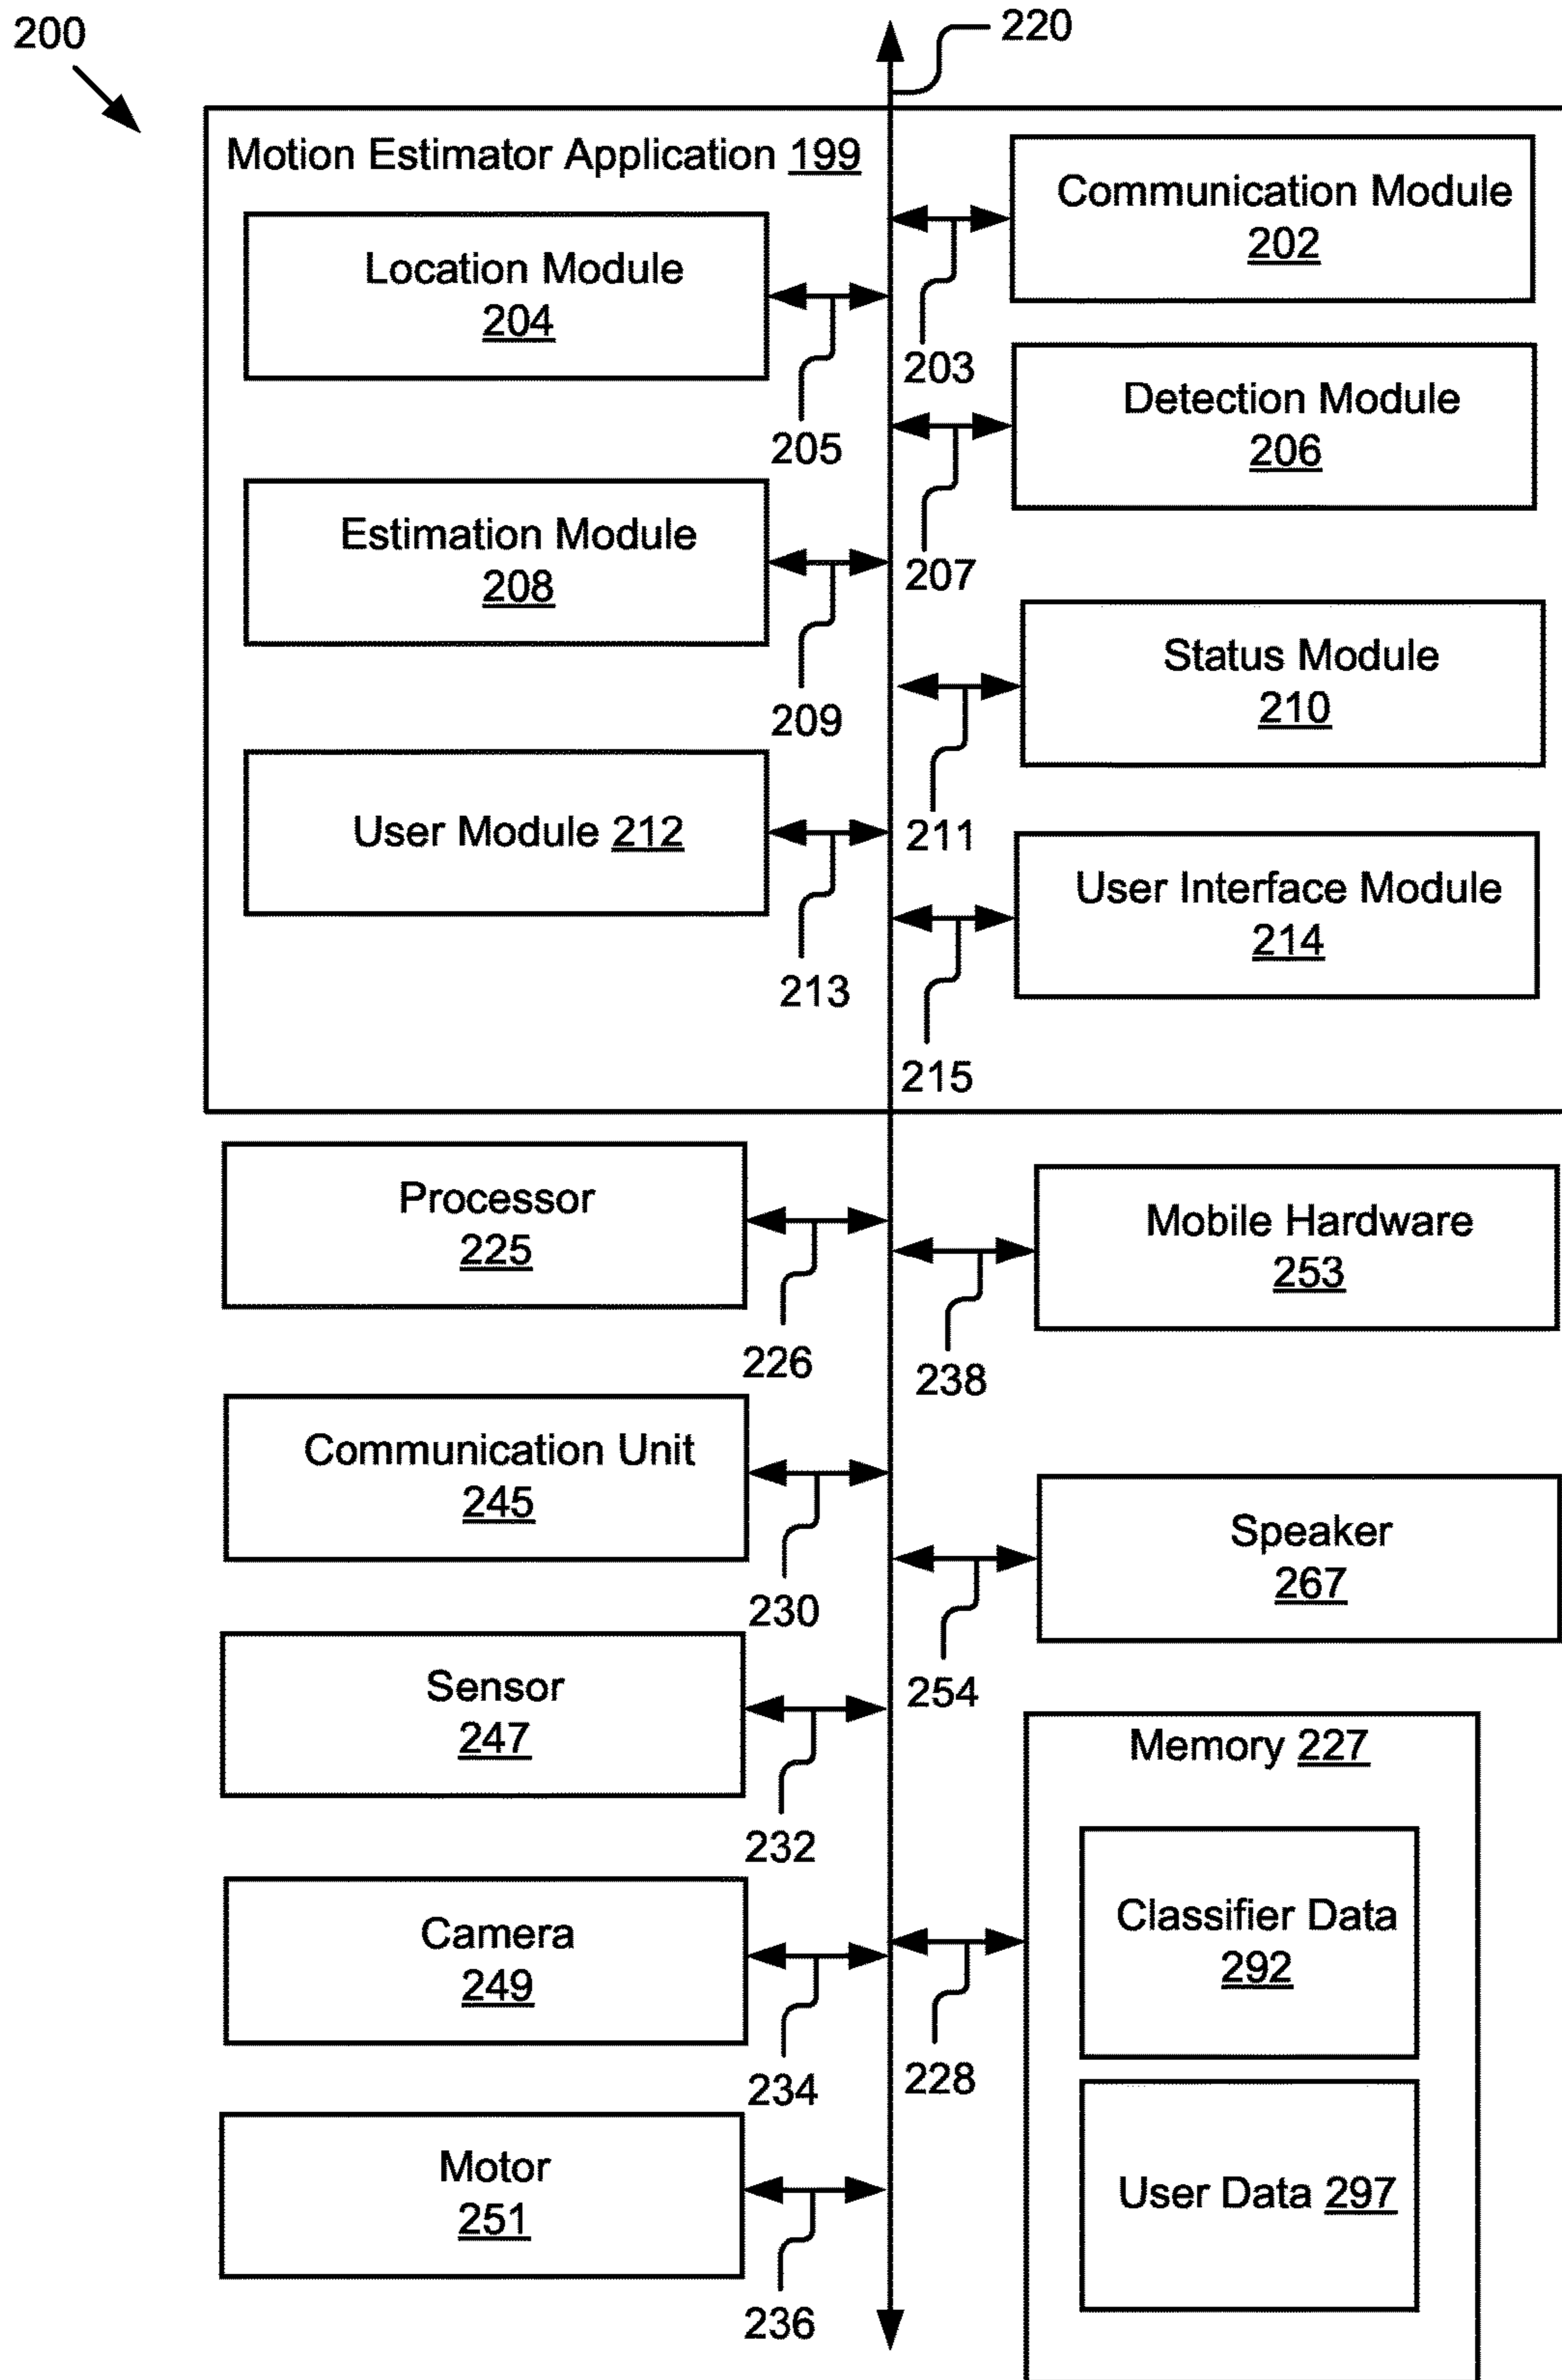 200
220
Motion Estimator Application 199
Communication Module
202
Location Module
204
203
205
Detection Module
206
Estimation Module
208
207
209
Status Module
210
User Module 212
211
213
User Interface Module
214
215
Processor
225
226
Mobile Hardware
253
238
Communication Unit
245
230
Speaker
267
254
Sensor
247
232
Memory 227
Classifier Data
292
Camera
249
234
228
User Data 297
Motor
251
236